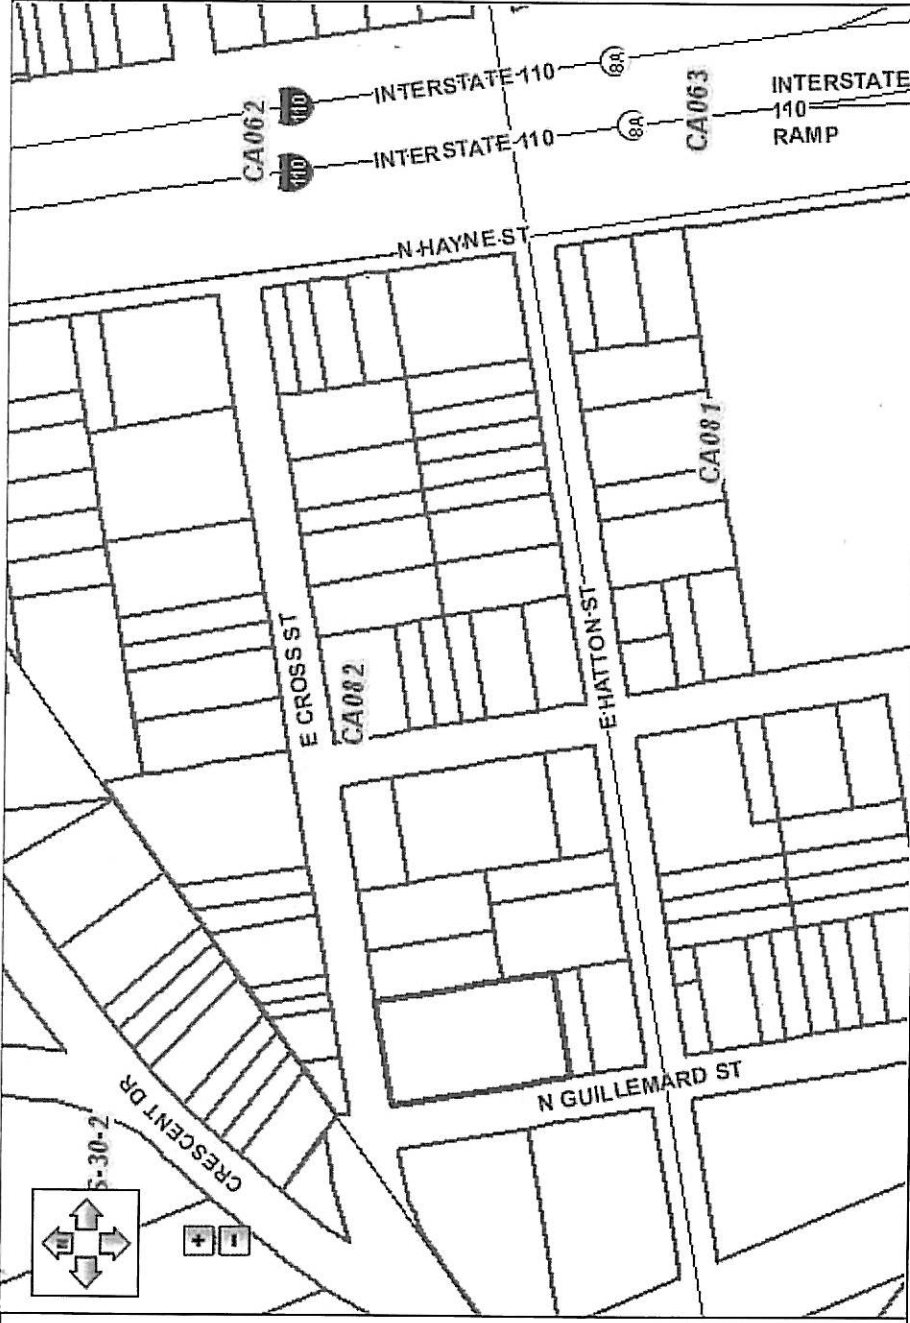 INTERSTATE 110
8A
CA062
110
CA063
INTERSTATE
110
RAMP
INTERSTATE 110
8A
110
N HAYNE ST
CA081
E CROSS ST
E HATTON ST
CA082
N GUILLEMARD ST
CRESCENT DR
S-30-2
N
+
-